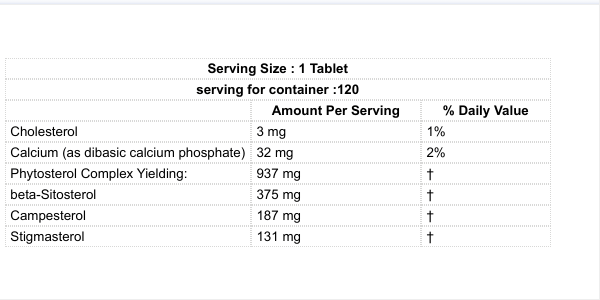 Serving Size : 1 Tablet
serving for container :120
Amount Per Serving % Daily Value
Cholesterol 3 mg 1%
Calcium (as dibasic calcium phosphate) 32 mg 2%
Phytosterol Complex Yielding: 937 mg †
beta-Sitosterol 375 mg †
Campesterol 187 mg †
Stigmasterol 131 mg †